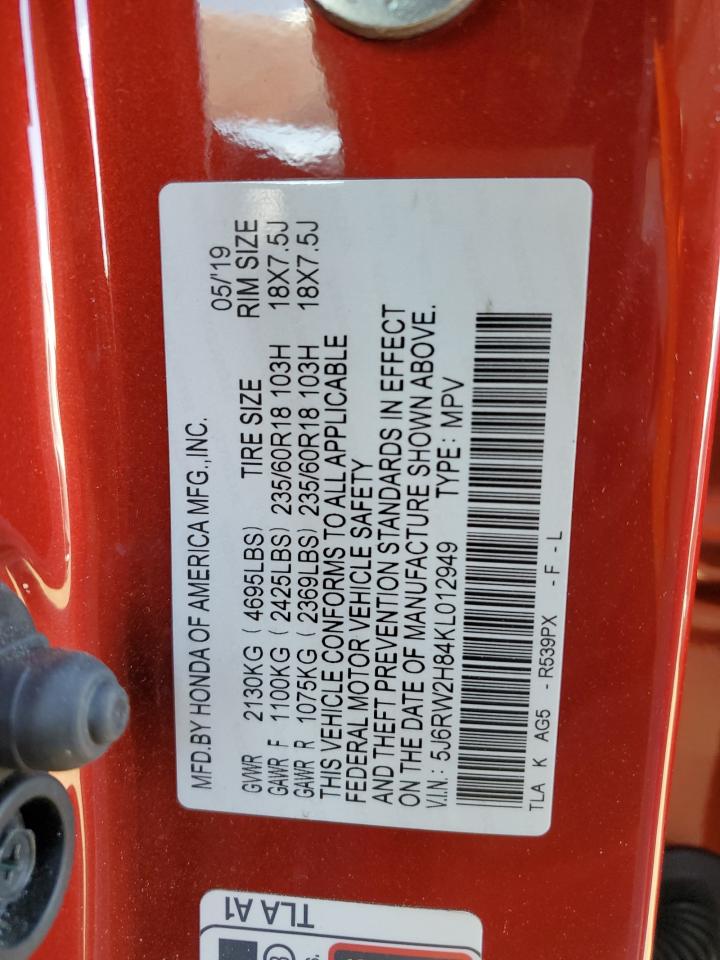 MFD.BY HONDA OF AMERICA MFG.,INC.
05/'19
GVWR 2130KG ( 4695LBS) TIRE SIZE RIM SIZE
GAWR F 1100KG ( 2425LBS) 235/60R18 103H 18X7.5J
GAWR R 1075KG ( 2369LBS) 235/60R18 103H 18X7.5J
THIS VEHICLE CONFORMS TO ALL APPLICABLE
FEDERAL MOTOR VEHICLE SAFETY
AND THEFT PREVENTION STANDARDS IN EFFECT
ON THE DATE OF MANUFACTURE SHOWN ABOVE.
V.I.N.: 5J6RW2H84KL012949 TYPE: MPV
TLA K AG5 -R539PX -F-L
TLA A1